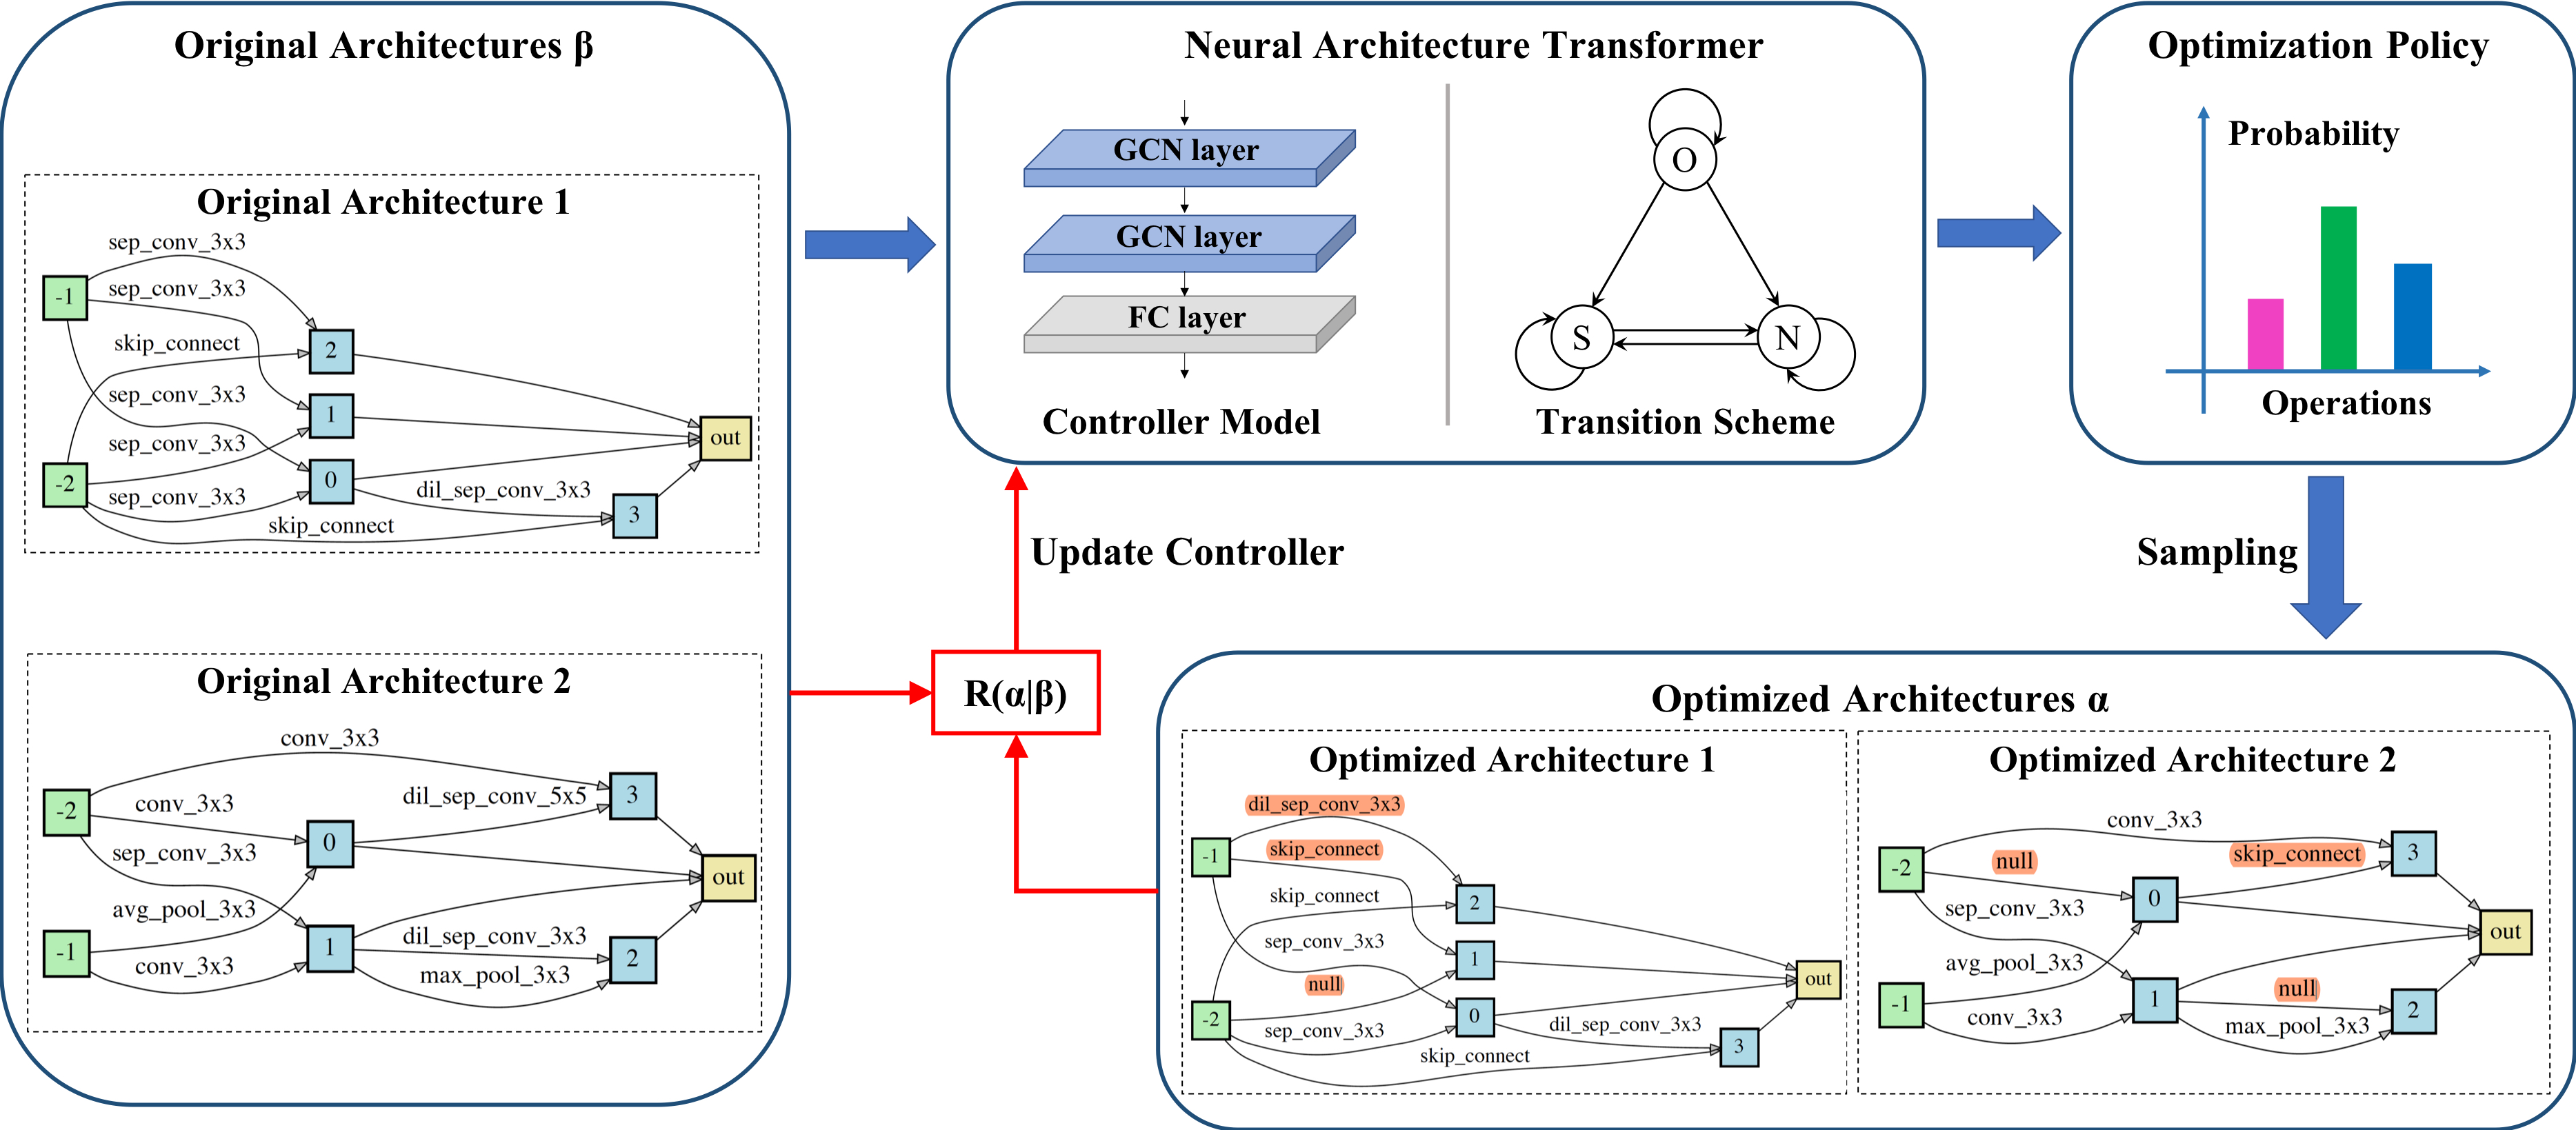 Original Architectures β
Original Architecture 1
sep_conv_3x3
-1
sep_conv_3x3
skip_connect
2
sep_conv_3x3
1
sep_conv_3x3
out
-2
0
sep_conv_3x3
dil_sep_conv_3x3
skip_connect
3
Original Architecture 2
conv_3x3
-2
conv_3x3
dil_sep_conv_5x5
3
sep_conv_3x3
0
out
avg_pool_3x3
-1
1
dil_sep_conv_3x3
conv_3x3
max_pool_3x3
2
Neural Architecture Transformer
GCN layer
GCN layer
FC layer
Controller Model
O
S
N
Transition Scheme
Optimization Policy
Probability
Operations
Update Controller
Sampling
R(α|β)
Optimized Architectures α
Optimized Architecture 1
dil_sep_conv_3x3
-1
skip_connect
skip_connect
2
sep_conv_3x3
1
null
out
-2
0
sep_conv_3x3
dil_sep_conv_3x3
skip_connect
3
Optimized Architecture 2
conv_3x3
-2
null
skip_connect
3
sep_conv_3x3
0
out
avg_pool_3x3
-1
1
null
conv_3x3
max_pool_3x3
2